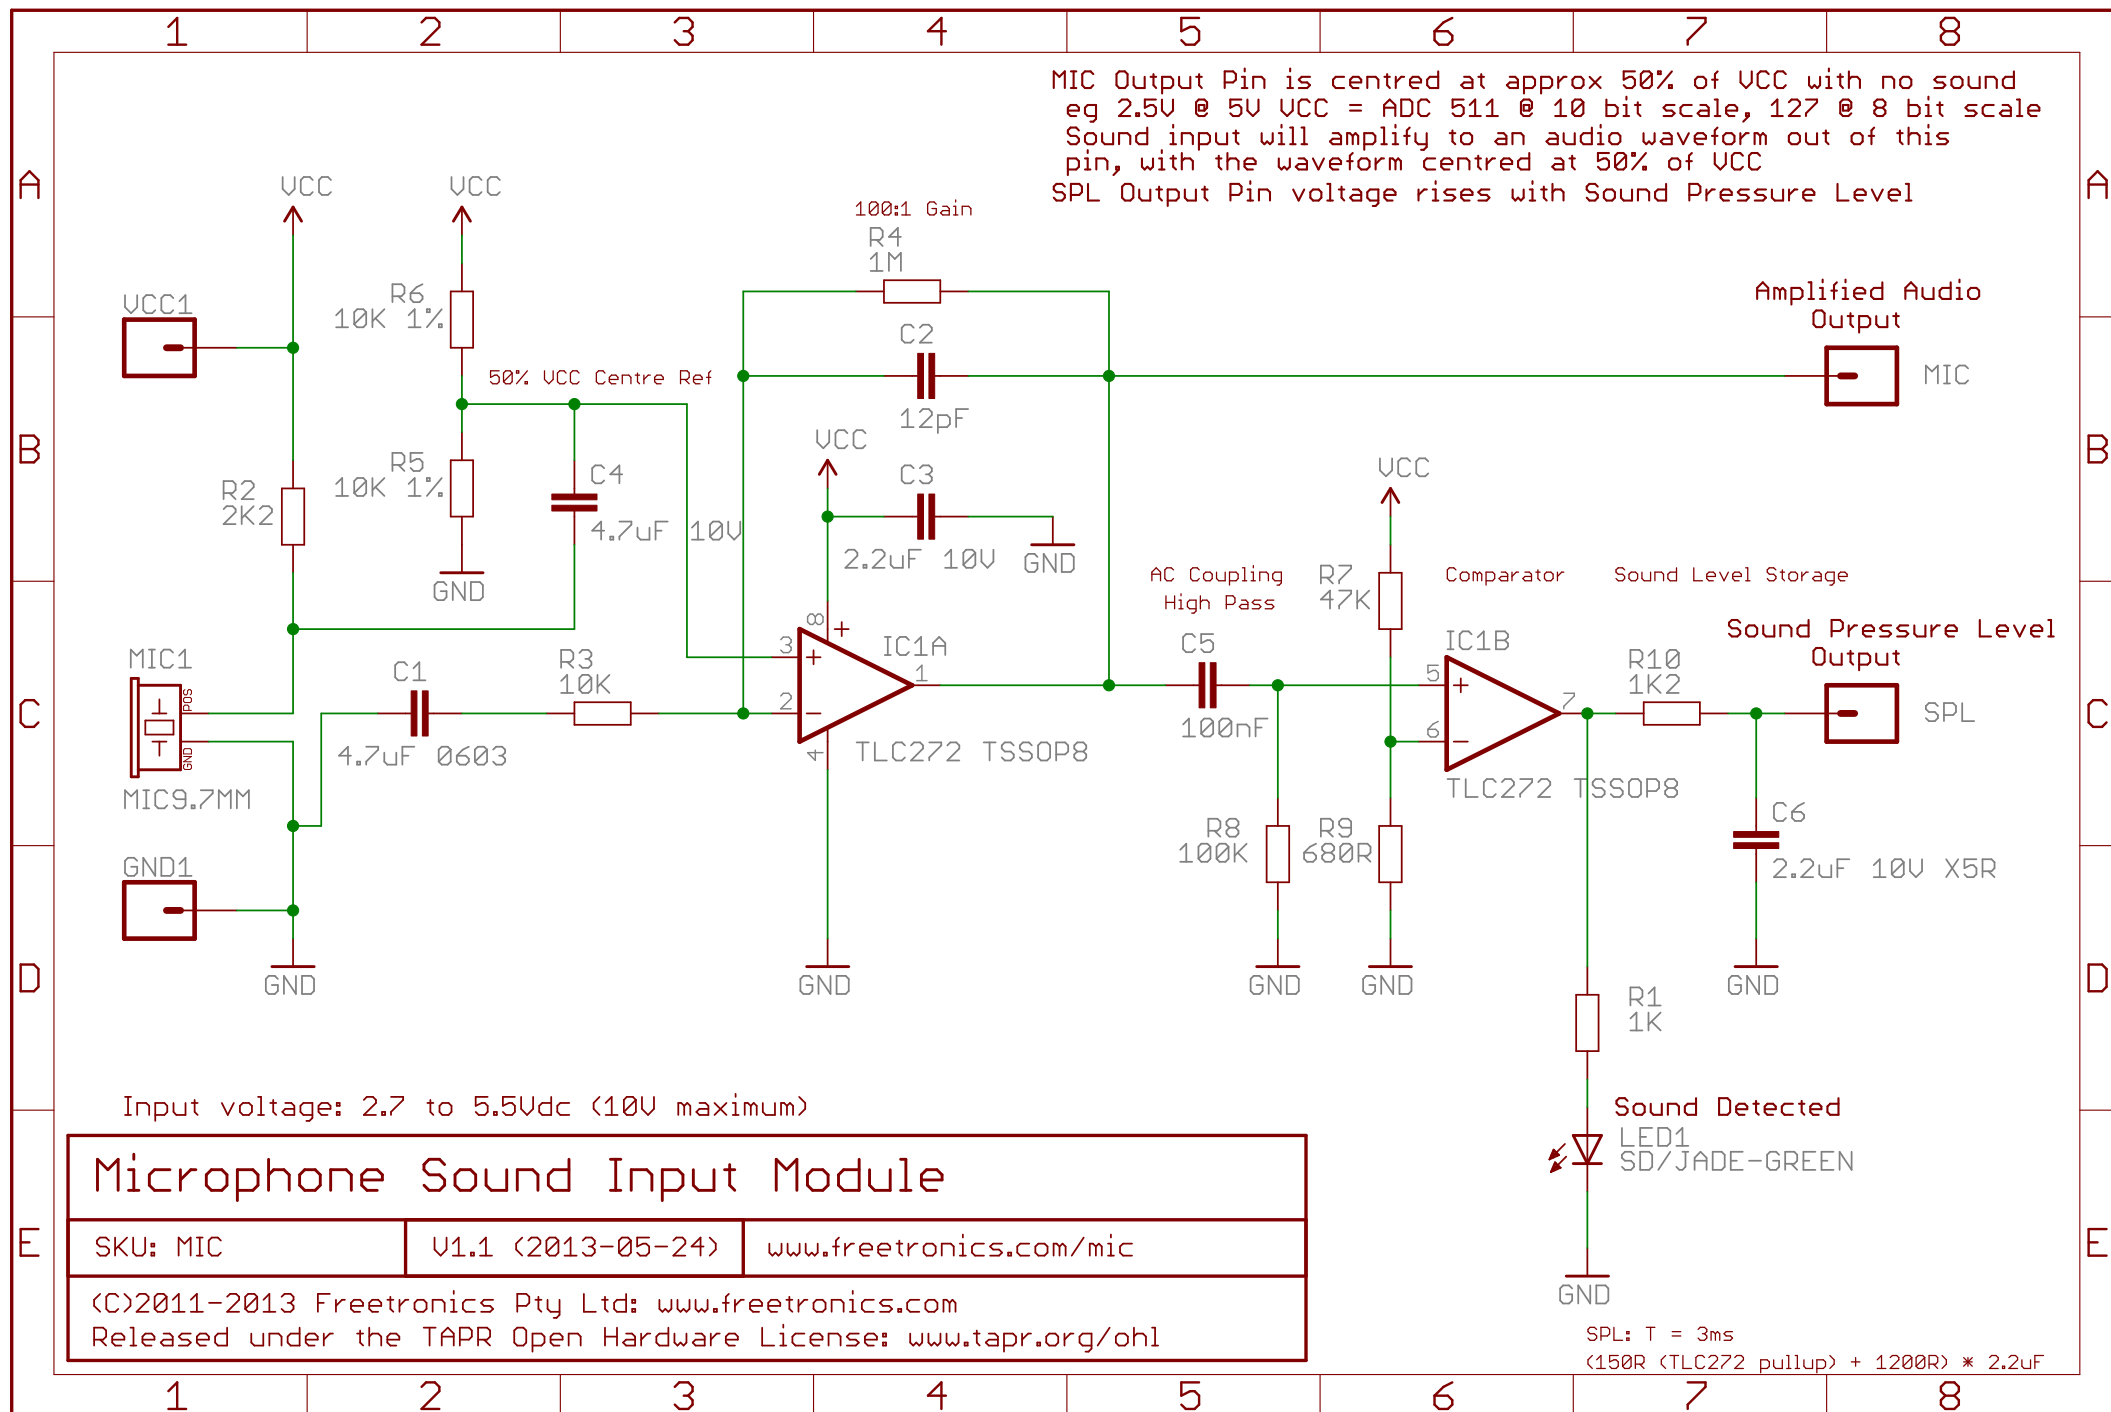 1 2 3 4 5 6 7 8
MIC Output Pin is centred at approx 50% of VCC with no sound
eg 2.5V @ 5V VCC = ADC 511 @ 10 bit scale, 127 @ 8 bit scale
Sound input will amplify to an audio waveform out of this
pin, with the waveform centred at 50% of VCC
SPL Output Pin voltage rises with Sound Pressure Level
A
A
VCC
VCC
100:1 Gain
R4
1M
VCC1
R6
10K 1%
C2
12pF
Amplified Audio
Output
MIC
50% VCC Centre Ref
B
B
R2
2K2
R5
10K 1%
GND
C4
4.7uF 10V
VCC
C3
2.2uF 10V
GND
VCC
AC Coupling
High Pass
R7
47K
Comparator
Sound Level Storage
Sound Pressure Level
Output
SPL
C
C
MIC1
POS
GND
MIC9.7MM
C1
4.7uF 0603
R3
10K
8
3
2
4
1
IC1A
TLC272 TSSOP8
C5
100nF
IC1B
5
6
7
TLC272 TSSOP8
R10
1K2
GND1
R8
100K
R9
680R
C6
2.2uF 10V X5R
D
D
GND
GND
GND
GND
GND
R1
1K
Input voltage: 2.7 to 5.5Vdc (10V maximum)
Sound Detected
LED1
SD/JADE-GREEN
GND
E
E
Microphone Sound Input Module
SKU: MIC
V1.1 (2013-05-24)
www.freetronics.com/mic
(C)2011-2013 Freetronics Pty Ltd: www.freetronics.com
Released under the TAPR Open Hardware License: www.tapr.org/ohl
SPL: T = 3ms
(150R (TLC272 pullup) + 1200R) * 2.2uF
1 2 3 4 5 6 7 8